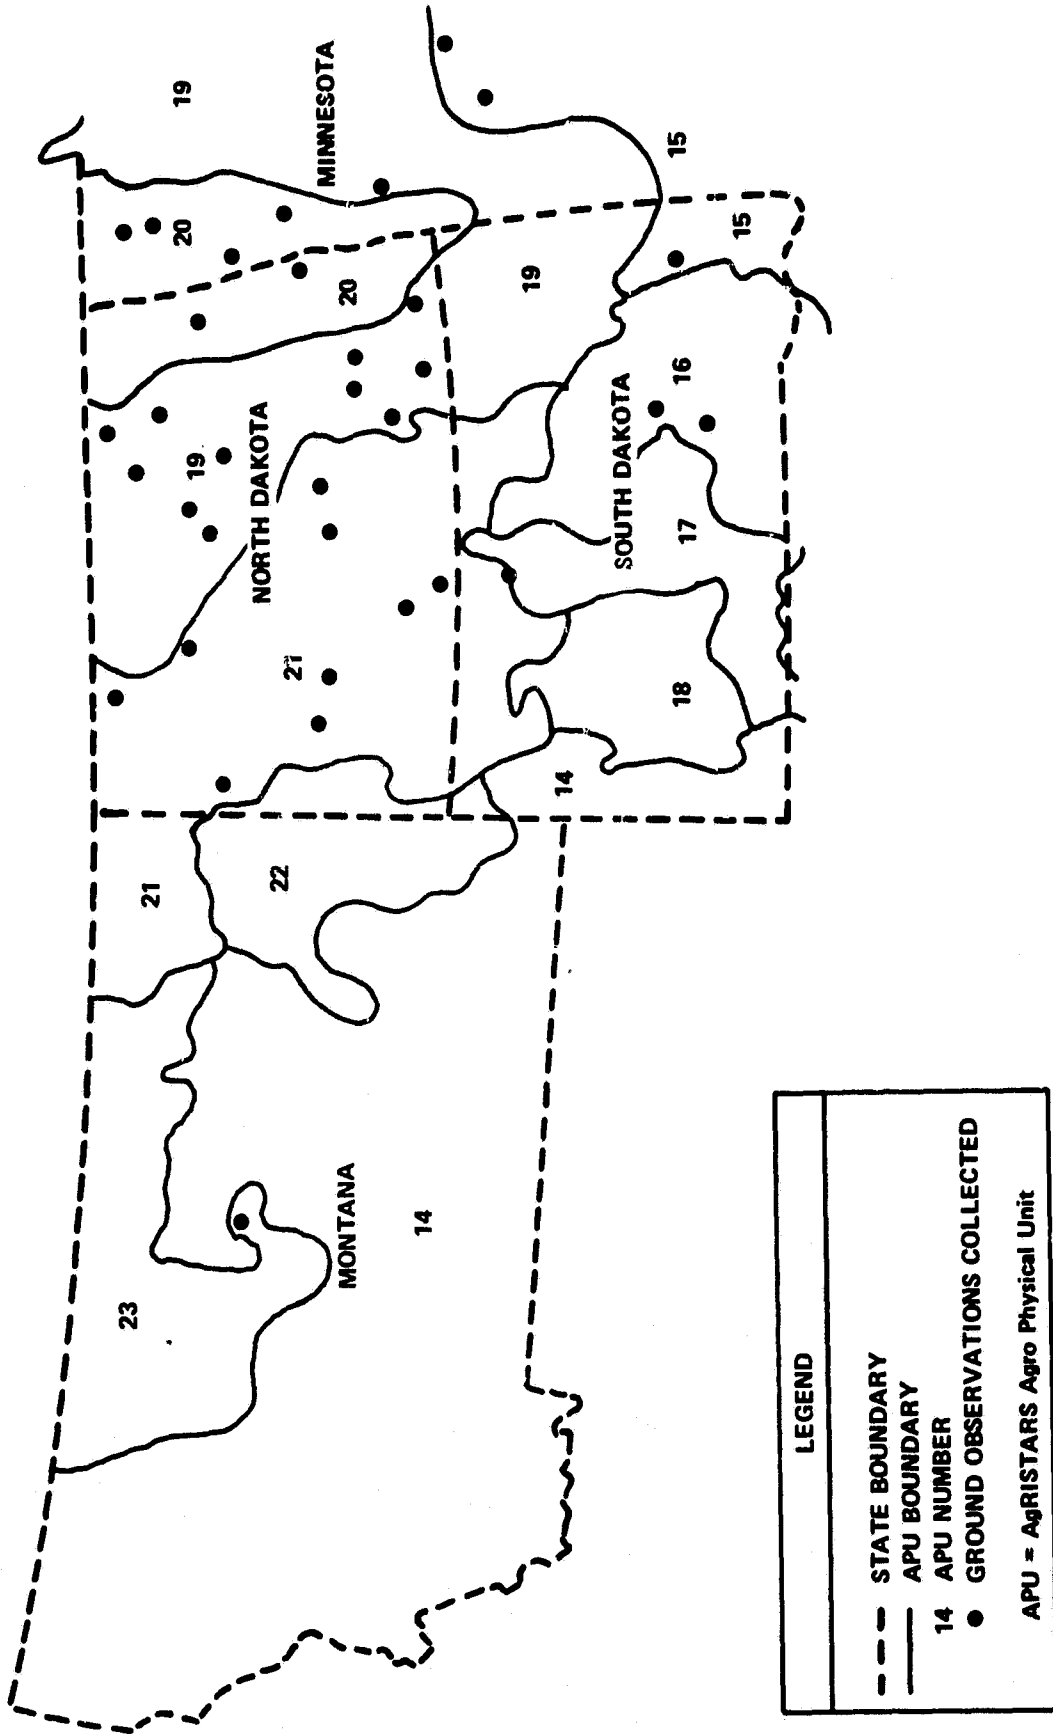 23
21
19
20
19
NORTH DAKOTA
22
21
MINNESOTA
MONTANA
20
14
19
14
SOUTH DAKOTA
15
18
17
16
15
LEGEND
STATE BOUNDARY
APU BOUNDARY
14 APU NUMBER
GROUND OBSERVATIONS COLLECTED
APU = AgRISTARS Agro Physical Unit